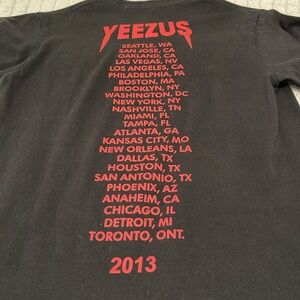 YEEZUS
SEATTLE, WA
SAN JOSE, CA
OAKLAND, CA
LAS VEGAS, NV
LOS ANGELES, CA
PHILADELPHIA, PA
BOSTON, MA
BROOKLYN, NY
WASHINGTON, DC
NEW YORK, NY
NASHVILLE, TN
MIAMI, FL
TAMPA, FL
ATLANTA, GA
KANSAS CITY, MO
NEW ORLEANS, LA
DALLAS, TX
HOUSTON, TX
SAN ANTONIO, TX
PHOENIX, AZ
ANAHEIM, CA
CHICAGO, IL
DETROIT, MI
TORONTO, ONT.
2013